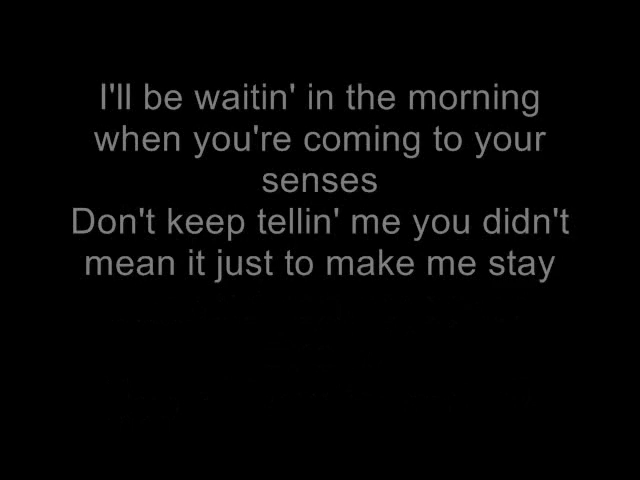 I'll be waitin' in the morning
when you're coming to your
senses
Don't keep tellin' me you didn't
mean it just to make me stay